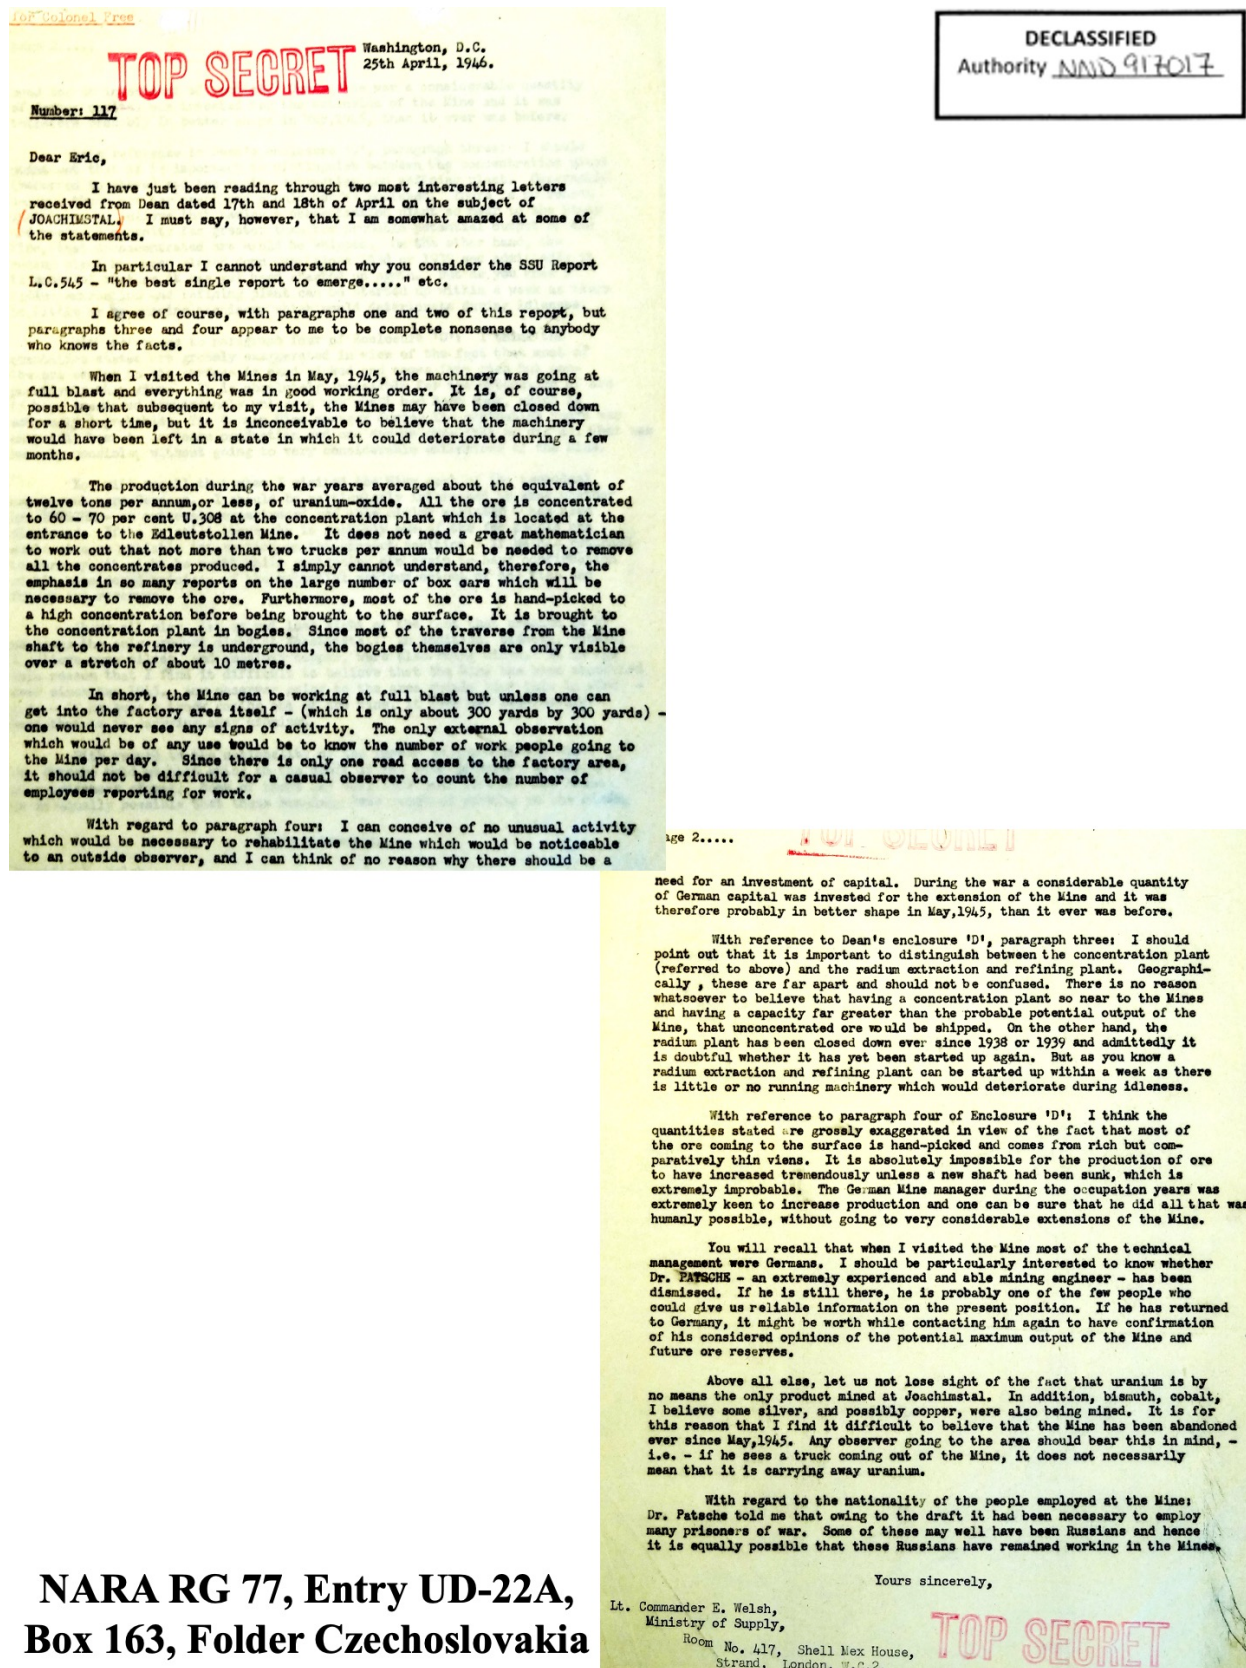 for Colonel Free
TOP SECRET
Washington, D.C.
25th April, 1946.
Number: 117
Dear Eric,
I have just been reading through two most interesting letters
received from Dean dated 17th and 18th of April on the subject of
JOACHIMSTAL. I must say, however, that I am somewhat amazed at some of
the statements.
In particular I cannot understand why you consider the SSU Report
L.C.545 - "the best single report to emerge....." etc.
I agree of course, with paragraphs one and two of this report, but
paragraphs three and four appear to me to be complete nonsense to anybody
who knows the facts.
When I visited the Mines in May, 1945, the machinery was going at
full blast and everything was in good working order. It is, of course,
possible that subsequent to my visit, the Mines may have been closed down
for a short time, but it is inconceivable to believe that the machinery
would have been left in a state in which it could deteriorate during a few
months.
The production during the war years averaged about the equivalent of
twelve tons per annum,or less, of uranium-oxide. All the ore is concentrated
to 60 - 70 per cent U.308 at the concentration plant which is located at the
entrance to the Edleutstollen Mine. It does not need a great mathematician
to work out that not more than two trucks per annum would be needed to remove
all the concentrates produced. I simply cannot understand, therefore, the
emphasis in so many reports on the large number of box cars which will be
necessary to remove the ore. Furthermore, most of the ore is hand-picked to
a high concentration before being brought to the surface. It is brought to
the concentration plant in bogies. Since most of the traverse from the Mine
shaft to the refinery is underground, the bogies themselves are only visible
over a stretch of about 10 metres.
In short, the Mine can be working at full blast but unless one can
get into the factory area itself - (which is only about 300 yards by 300 yards) -
one would never see any signs of activity. The only external observation
which would be of any use would be to know the number of work people going to
the Mine per day. Since there is only one road access to the factory area,
it should not be difficult for a casual observer to count the number of
employees reporting for work.
With regard to paragraph four: I can conceive of no unusual activity
which would be necessary to rehabilitate the Mine which would be noticeable
to an outside observer, and I can think of no reason why there should be a
DECLASSIFIED
Authority NND 917017
age 2.....
TOP SECRET
need for an investment of capital. During the war a considerable quantity
of German capital was invested for the extension of the Mine and it was
therefore probably in better shape in May,1945, than it ever was before.
With reference to Dean's enclosure 'D', paragraph three: I should
point out that it is important to distinguish between the concentration plant
(referred to above) and the radium extraction and refining plant. Geographi-
cally , these are far apart and should not be confused. There is no reason
whatsoever to believe that having a concentration plant so near to the Mines
and having a capacity far greater than the probable potential output of the
Mine, that unconcentrated ore would be shipped. On the other hand, the
radium plant has been closed down ever since 1938 or 1939 and admittedly it
is doubtful whether it has yet been started up again. But as you know a
radium extraction and refining plant can be started up within a week as there
is little or no running machinery which would deteriorate during idleness.
With reference to paragraph four of Enclosure 'D': I think the
quantities stated are grossly exaggerated in view of the fact that most of
the ore coming to the surface is hand-picked and comes from rich but com-
paratively thin viens. It is absolutely impossible for the production of ore
to have increased tremendously unless a new shaft had been sunk, which is
extremely improbable. The German Mine manager during the occupation years was
extremely keen to increase production and one can be sure that he did all that was
humanly possible, without going to very considerable extensions of the Mine.
You will recall that when I visited the Mine most of the technical
management were Germans. I should be particularly interested to know whether
Dr. PATSCHE - an extremely experienced and able mining engineer - has been
dismissed. If he is still there, he is probably one of the few people who
could give us reliable information on the present position. If he has returned
to Germany, it might be worth while contacting him again to have confirmation
of his considered opinions of the potential maximum output of the Mine and
future ore reserves.
Above all else, let us not lose sight of the fact that uranium is by
no means the only product mined at Joachimstal. In addition, bismuth, cobalt,
I believe some silver, and possibly copper, were also being mined. It is for
this reason that I find it difficult to believe that the Mine has been abandoned
ever since May,1945. Any observer going to the area should bear this in mind, -
i.e. - if he sees a truck coming out of the Mine, it does not necessarily
mean that it is carrying away uranium.
With regard to the nationality of the people employed at the Mine:
Dr. Patsche told me that owing to the draft it had been necessary to employ
many prisoners of war. Some of these may well have been Russians and hence
it is equally possible that these Russians have remained working in the Mines.
Yours sincerely,
Lt. Commander E. Welsh,
Ministry of Supply,
Room No. 417, Shell Mex House,
Strand, London, W.C.2
TOP SECRET
NARA RG 77, Entry UD-22A,
Box 163, Folder Czechoslovakia